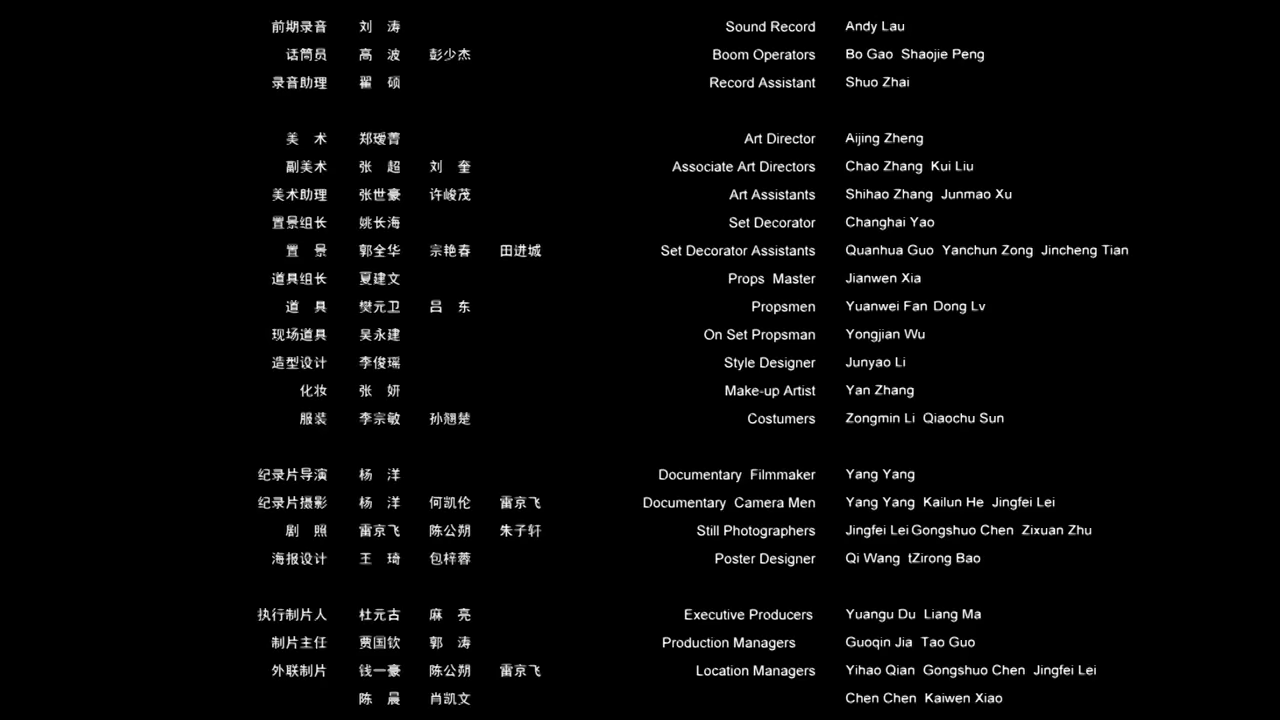 前期录音 刘 涛 Sound Record Andy Lau
话筒员 高 波 彭少杰 Boom Operators Bo Gao Shaojie Peng
录音助理 翟 硕 Record Assistant Shuo Zhai
美 术 郑瑷菁 Art Director Aijing Zheng
副美术 张 超 刘 奎 Associate Art Directors Chao Zhang Kui Liu
美术助理 张世豪 许峻茂 Art Assistants Shihao Zhang Junmao Xu
置景组长 姚长海 Set Decorator Changhai Yao
置 景 郭全华 宗艳春 田进城 Set Decorator Assistants Quanhua Guo Yanchun Zong Jincheng Tian
道具组长 夏建文 Props Master Jianwen Xia
道 具 樊元卫 吕 东 Propsmen Yuanwei Fan Dong Lv
现场道具 吴永建 On Set Propsman Yongjian Wu
造型设计 李俊瑶 Style Designer Junyao Li
化妆 张 妍 Make-up Artist Yan Zhang
服装 李宗敏 孙翘楚 Costumers Zongmin Li Qiaochu Sun
纪录片导演 杨 洋 Documentary Filmmaker Yang Yang
纪录片摄影 杨 洋 何凯伦 雷京飞 Documentary Camera Men Yang Yang Kailun He Jingfei Lei
剧 照 雷京飞 陈公朔 朱子轩 Still Photographers Jingfei Lei Gongshuo Chen Zixuan Zhu
海报设计 王 琦 包梓蓉 Poster Designer Qi Wang tZirong Bao
执行制片人 杜元古 麻 亮 Executive Producers Yuangu Du Liang Ma
制片主任 贾国钦 郭 涛 Production Managers Guoqin Jia Tao Guo
外联制片 钱一豪 陈公朔 雷京飞 Location Managers Yihao Qian Gongshuo Chen Jingfei Lei
陈 晨 肖凯文 Chen Chen Kaiwen Xiao